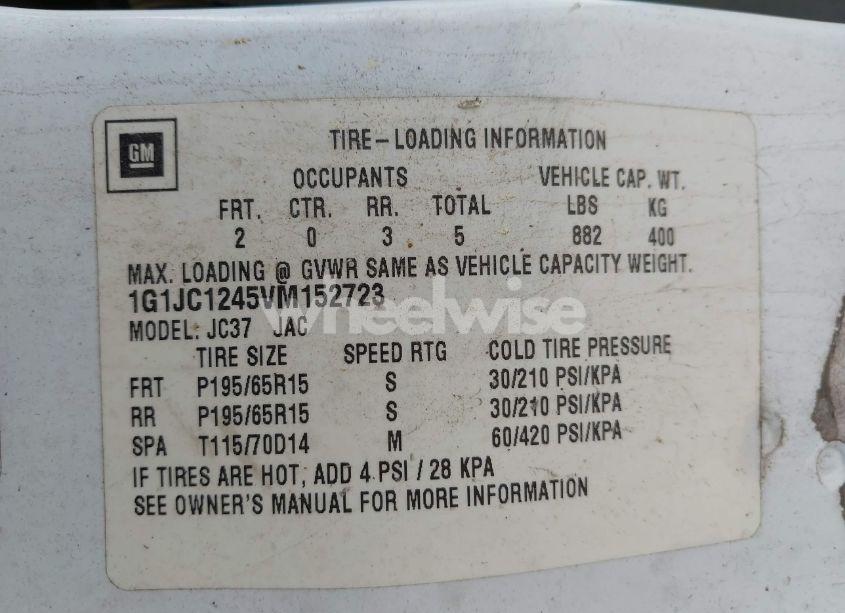 GM
TIRE-LOADING INFORMATION
OCCUPANTS VEHICLE CAP. WT.
FRT. CTR. RR. TOTAL LBS KG
2 0 3 5 882 400
MAX. LOADING @ GVWR SAME AS VEHICLE CAPACITY WEIGHT.
1G1JC1245VM152723
wheelwise
MODEL: JC37 JAC
TIRE SIZE SPEED RTG COLD TIRE PRESSURE
FRT P195/65R15 S 30/210 PSI/KPA
RR P195/65R15 S 30/210 PSI/KPA
SPA T115/70D14 M 60/420 PSI/KPA
IF TIRES ARE HOT, ADD 4 PSI / 28 KPA
SEE OWNER'S MANUAL FOR MORE INFORMATION